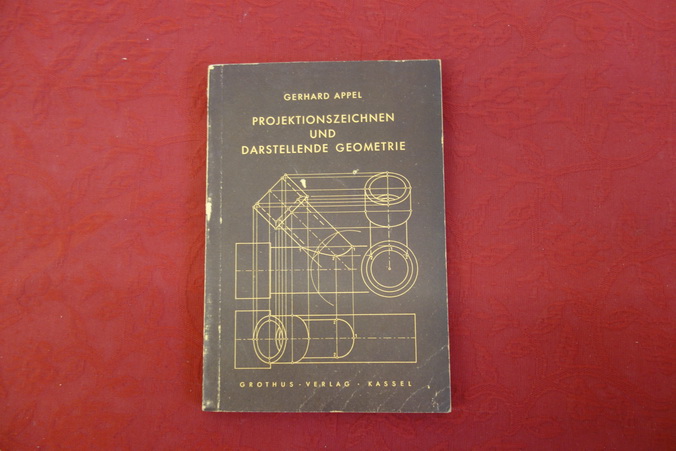 GERHARD APPEL
PROJEKTIONSZEICHNEN
UND
DARSTELLENDE GEOMETRIE
GROTHUS - VERLAG · KASSEL